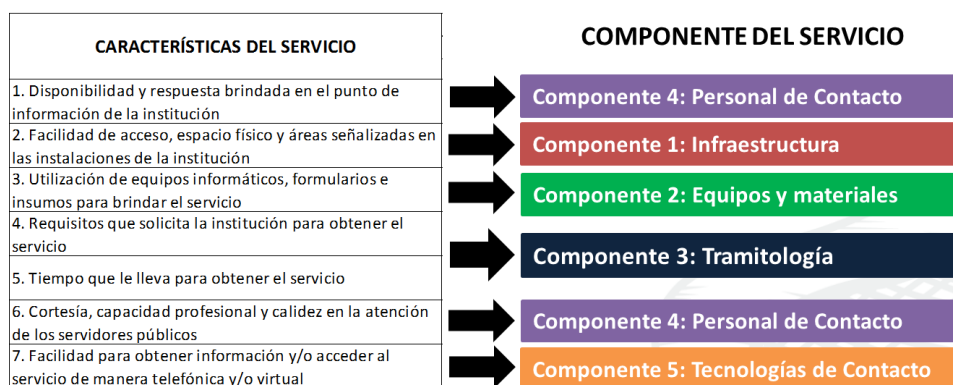 CARACTERÍSTICAS DEL SERVICIO
COMPONENTE DEL SERVICIO
1. Disponibilidad y respuesta brindada en el punto de
información de la institución
Componente 4: Personal de Contacto
2. Facilidad de acceso, espacio físico y áreas señalizadas en
las instalaciones de la institución
Componente 1: Infraestructura
3. Utilización de equipos informáticos, formularios e
insumos para brindar el servicio
Componente 2: Equipos y materiales
4. Requisitos que solicita la institución para obtener el
servicio
5. Tiempo que le lleva para obtener el servicio
Componente 3: Tramitología
6. Cortesía, capacidad profesional y calidez en la atención
de los servidores públicos
Componente 4: Personal de Contacto
7. Facilidad para obtener información y/o acceder al
servicio de manera telefónica y/o virtual
Componente 5: Tecnologías de Contacto